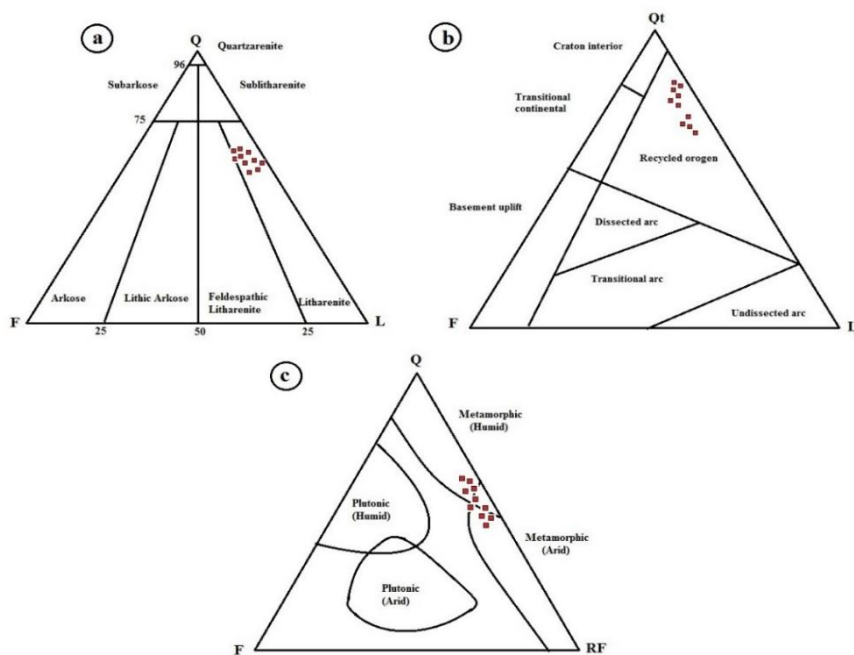 a
Q
Quartzarenite
96
Subarkose
Sublitharenite
75
Arkose
Lithic Arkose
Feldespathic
Litharenite
Litharenite
F
L
25
50
25
b
Qt
Craton interior
Transitional
continental
Recycled orogen
Basement uplift
Dissected arc
Transitional arc
Undissected arc
F
L
c
Q
Metamorphic
(Humid)
Plutonic
(Humid)
Metamorphic
(Arid)
Plutonic
(Arid)
F
RF